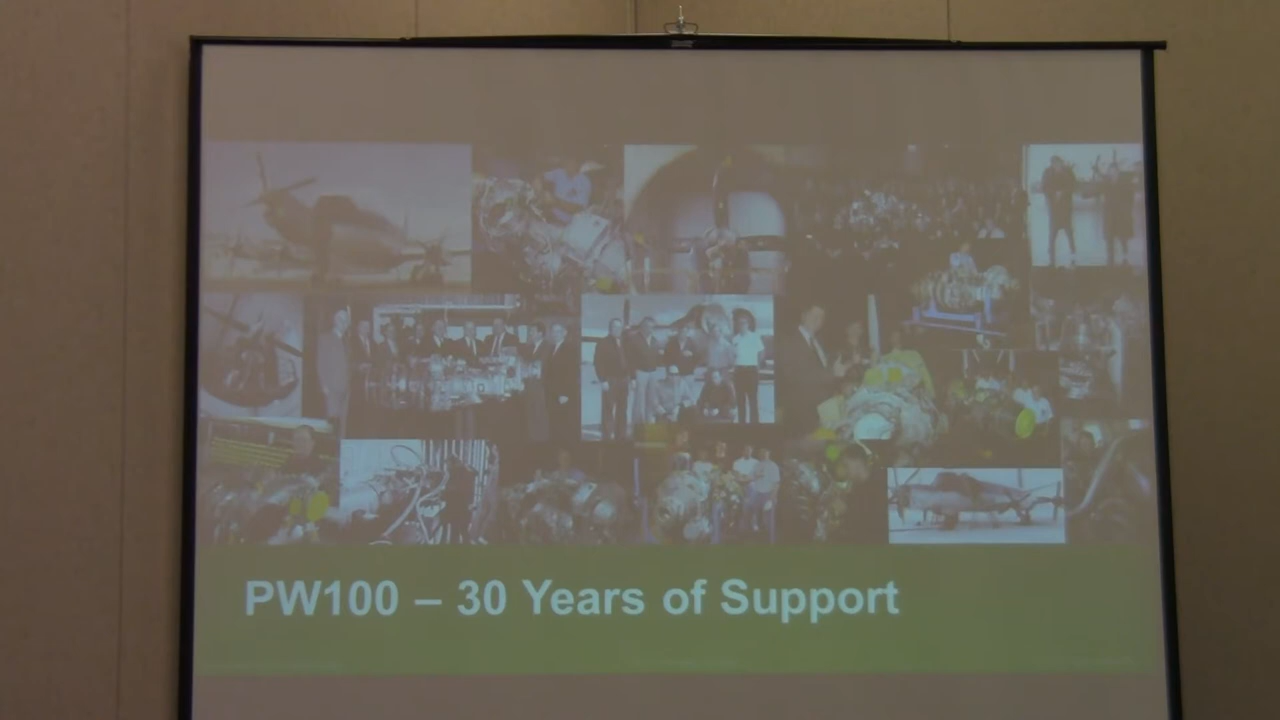 PW100 – 30 Years of Support